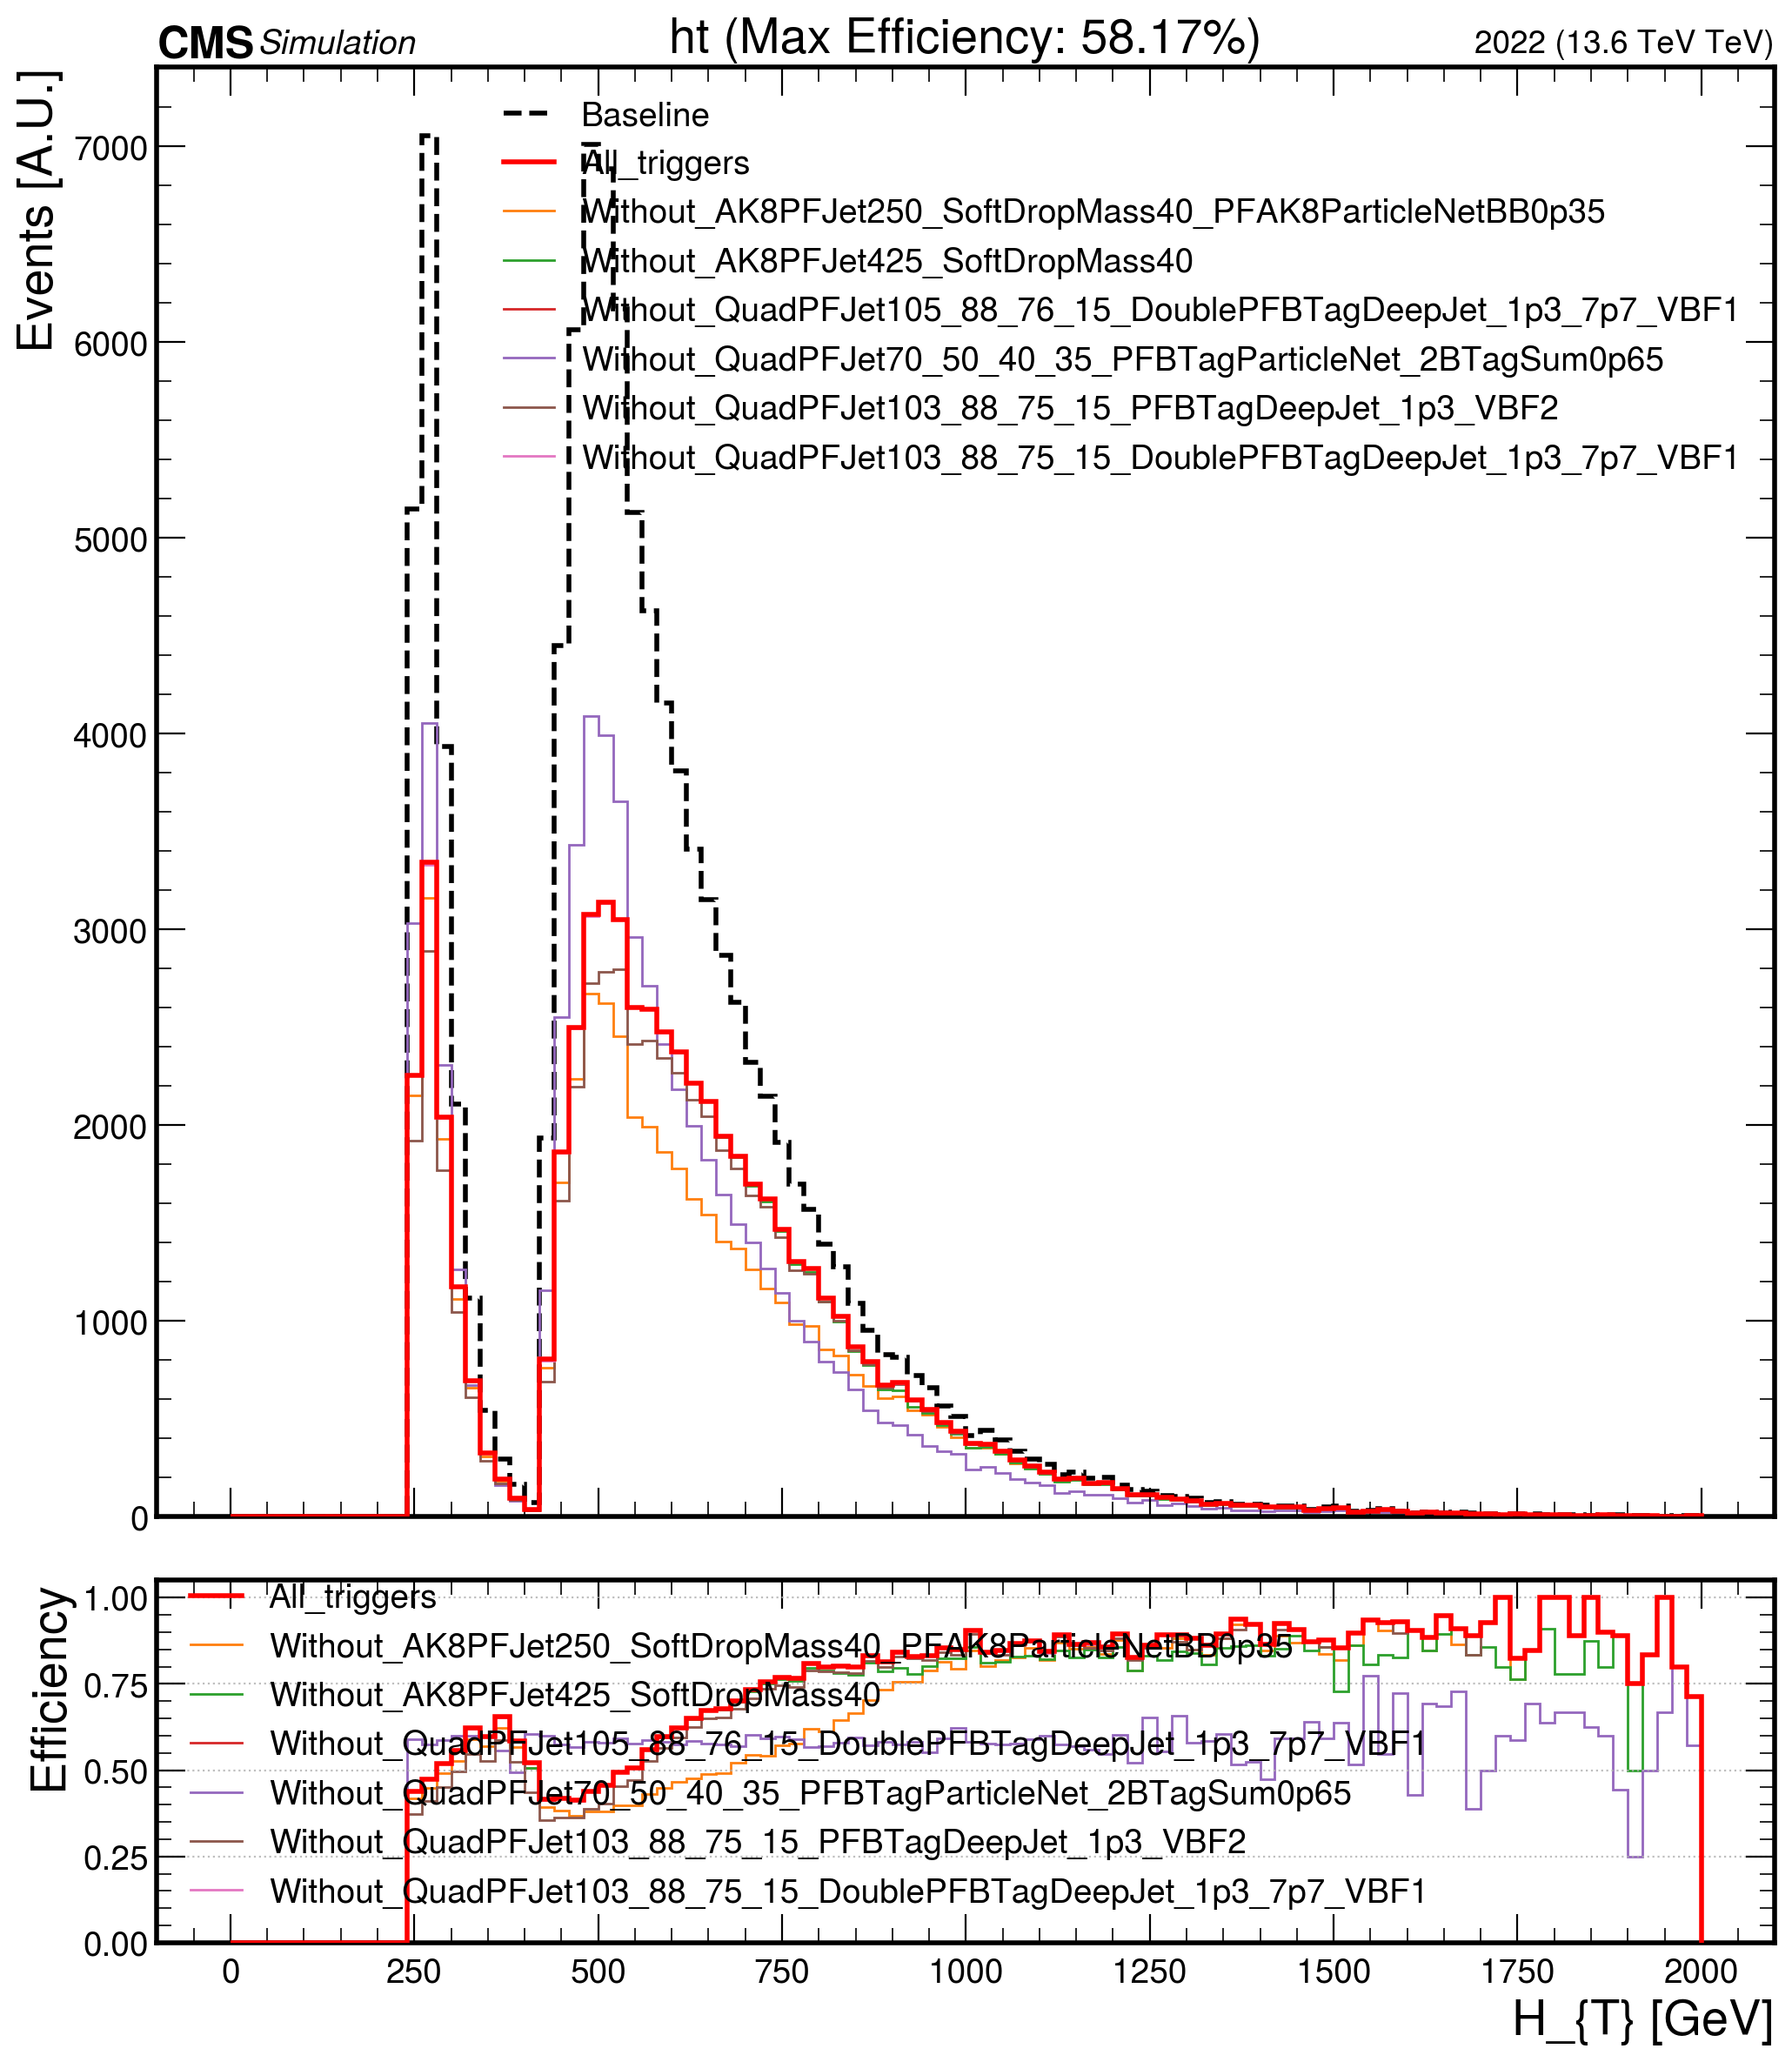 CMS Simulation ht (Max Efficiency: 58.17%) 2022 (13.6 TeV TeV)
Events [A.U.]
7000
6000
5000
4000
3000
2000
1000
0
Baseline
All_triggers
Without_AK8PFJet250_SoftDropMass40_PFAK8ParticleNetBB0p35
Without_AK8PFJet425_SoftDropMass40
Without_QuadPFJet105_88_76_15_DoublePFBTagDeepJet_1p3_7p7_VBF1
Without_QuadPFJet70_50_40_35_PFBTagParticleNet_2BTagSum0p65
Without_QuadPFJet103_88_75_15_PFBTagDeepJet_1p3_VBF2
Without_QuadPFJet103_88_75_15_DoublePFBTagDeepJet_1p3_7p7_VBF1
Efficiency
1.00
0.75
0.50
0.25
0.00
All_triggers
Without_AK8PFJet250_SoftDropMass40_PFAK8ParticleNetBB0p35
Without_AK8PFJet425_SoftDropMass40
Without_QuadPFJet105_88_76_15_DoublePFBTagDeepJet_1p3_7p7_VBF1
Without_QuadPFJet70_50_40_35_PFBTagParticleNet_2BTagSum0p65
Without_QuadPFJet103_88_75_15_PFBTagDeepJet_1p3_VBF2
Without_QuadPFJet103_88_75_15_DoublePFBTagDeepJet_1p3_7p7_VBF1
0 250 500 750 1000 1250 1500 1750 2000
H_{T} [GeV]